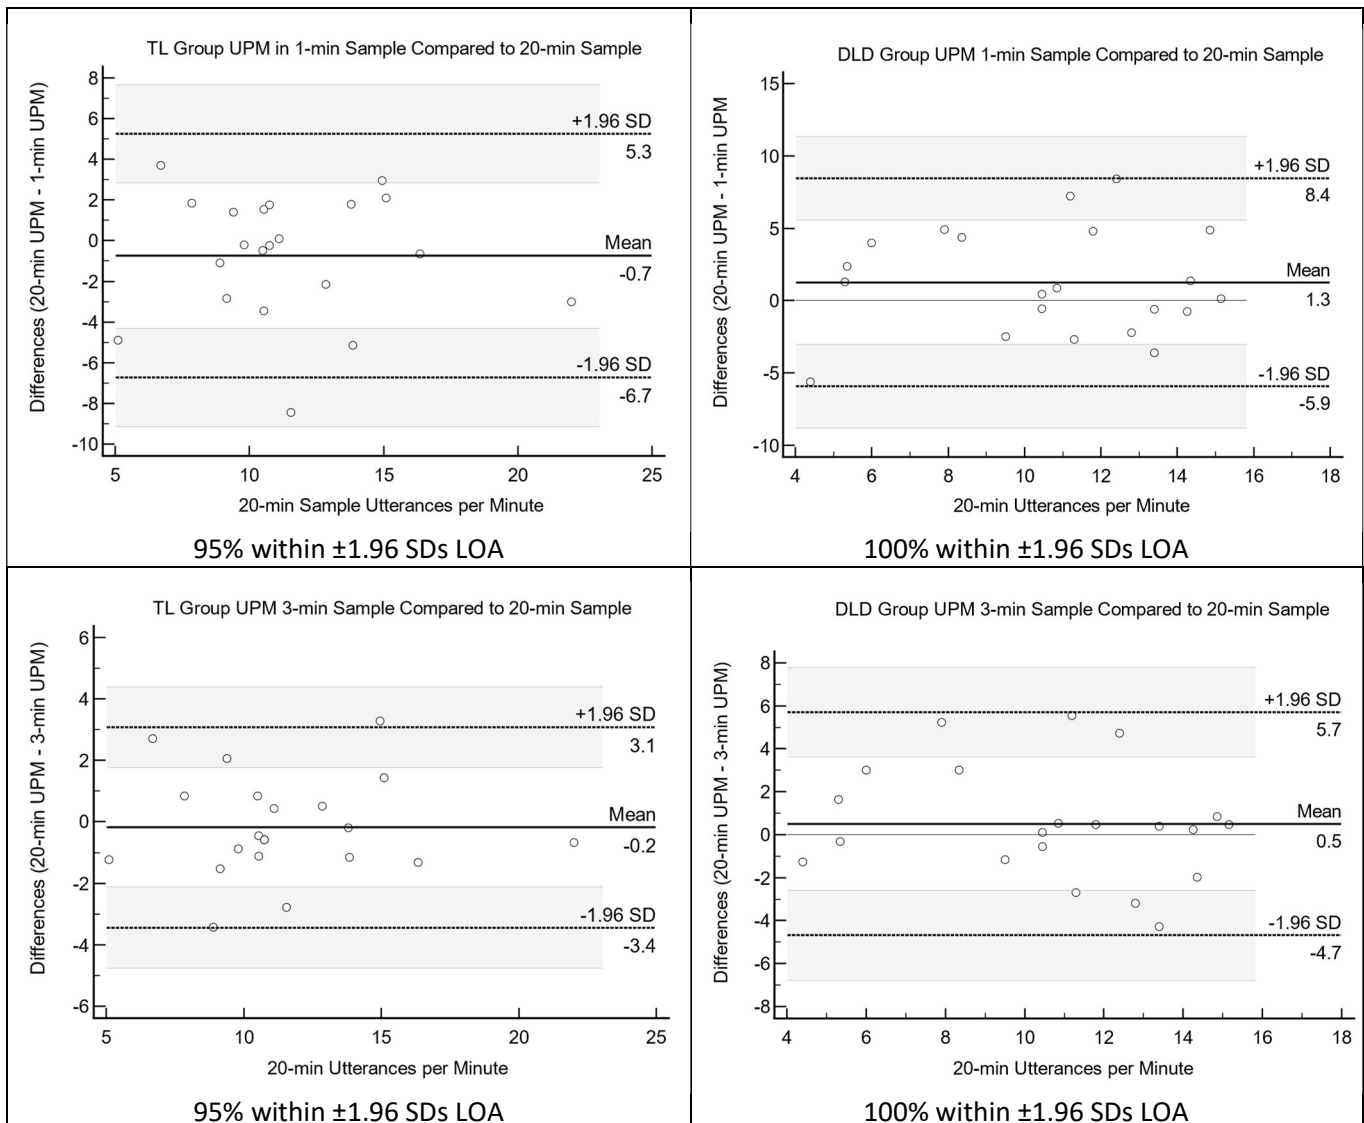 TL Group UPM in 1-min Sample Compared to 20-min Sample
Differences (20-min UPM - 1-min UPM)
8
6
4
2
0
-2
-4
-6
-8
-10
+1.96 SD
5.3
Mean
-0.7
-1.96 SD
-6.7
5 10 15 20 25
20-min Sample Utterances per Minute
95% within ±1.96 SDs LOA
DLD Group UPM 1-min Sample Compared to 20-min Sample
Differences (20-min UPM - 1-min UPM
15
10
5
0
-5
-10
+1.96 SD
8.4
Mean
1.3
-1.96 SD
-5.9
4 6 8 10 12 14 16 18
20-min Utterances per Minute
100% within ±1.96 SDs LOA
TL Group UPM 3-min Sample Compared to 20-min Sample
Differences (20-min UPM - 3-min UPM)
6
4
2
0
-2
-4
-6
+1.96 SD
3.1
Mean
-0.2
-1.96 SD
-3.4
5 10 15 20 25
20-min Utterances per Minute
95% within ±1.96 SDs LOA
DLD Group UPM 3-min Sample Compared to 20-min Sample
Differences (20-min UPM - 3-min UPM)
8
6
4
2
0
-2
-4
-6
-8
+1.96 SD
5.7
Mean
0.5
-1.96 SD
-4.7
4 6 8 10 12 14 16 18
20-min Utterances per Minute
100% within ±1.96 SDs LOA